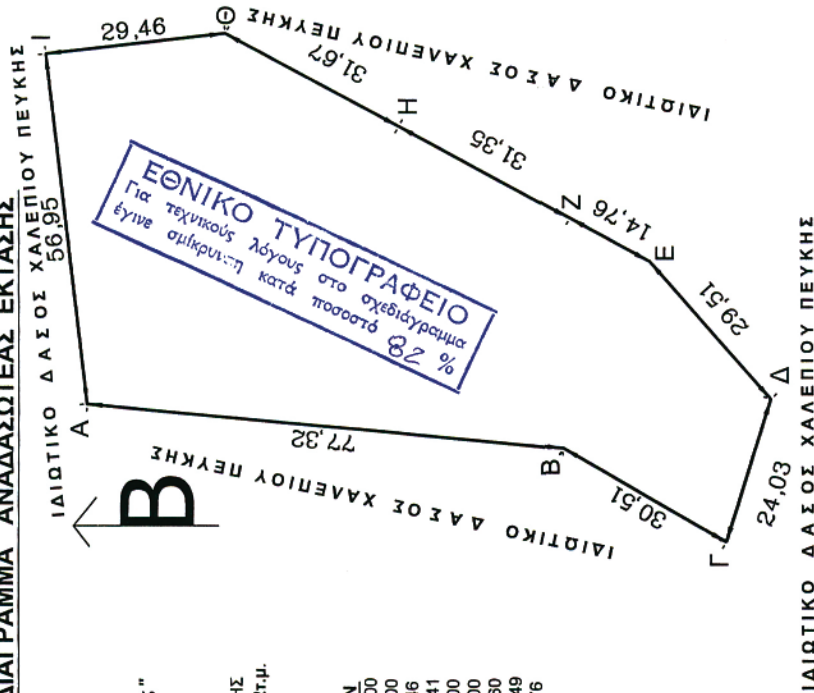 ΔΙΑΓΡΑΜΜΑ ΑΝΑΔΑΣΩΤΕΑΣ ΕΚΤΑΣΗΣ
ΙΔΙΩΤΙΚΟ ΔΑΣΟΣ ΧΑΛΕΠΙΟΥ ΠΕΥΚΗΣ
Ι
29,46
Θ
56,95
ΙΔΙΩΤΙΚΟ ΔΑΣΟΣ ΧΑΛΕΠΙΟΥ ΠΕΥΚΗΣ
31,67
Η
31,35
Ζ
14,76
Ε
29,51
Δ
24,03
Γ
30,51
Β
77,32
Α
ΕΘΝΙΚΟ ΤΥΠΟΓΡΑΦΕΙΟ
Για τεχνικούς λόγους στο σχεδιάγραμμα
έγινε σμίκρυνση κατά ποσοστό 28 %
Β
ΙΔΙΩΤΙΚΟ ΔΑΣΟΣ ΧΑΛΕΠΙΟΥ ΠΕΥΚΗΣ
ΙΔΙΩΤΙΚΟ ΔΑΣΟΣ ΧΑΛΕΠΙΟΥ ΠΕΥΚΗΣ